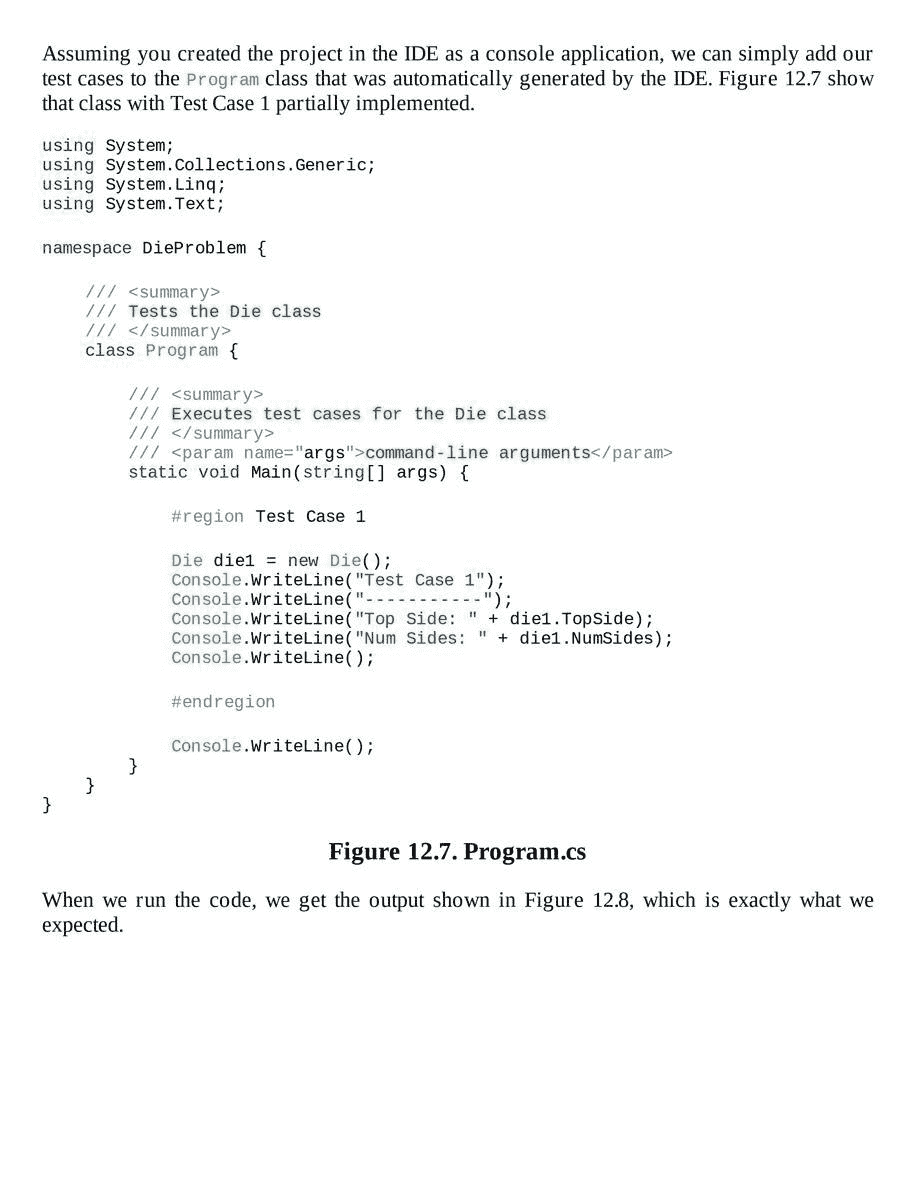 Assuming you created the project in the IDE as a console application, we can simply add our
test cases to the Program class that was automatically generated by the IDE. Figure 12.7 show
that class with Test Case 1 partially implemented.
using System;
using System.Collections.Generic;
using System.Linq;
using System.Text;
namespace DieProblem {
/// <summary>
/// Tests the Die class
/// </summary>
class Program {
/// <summary>
/// Executes test cases for the Die class
/// </summary>
/// <param name="args">command-line arguments</param>
static void Main(string[] args) {
#region Test Case 1
Die die1 = new Die();
Console.WriteLine("Test Case 1");
Console.WriteLine("-----------");
Console.WriteLine("Top Side: " + die1.TopSide);
Console.WriteLine("Num Sides: " + die1.NumSides);
Console.WriteLine();
#endregion
Console.WriteLine();
}
}
}
Figure 12.7. Program.cs
When we run the code, we get the output shown in Figure 12.8, which is exactly what we
expected.